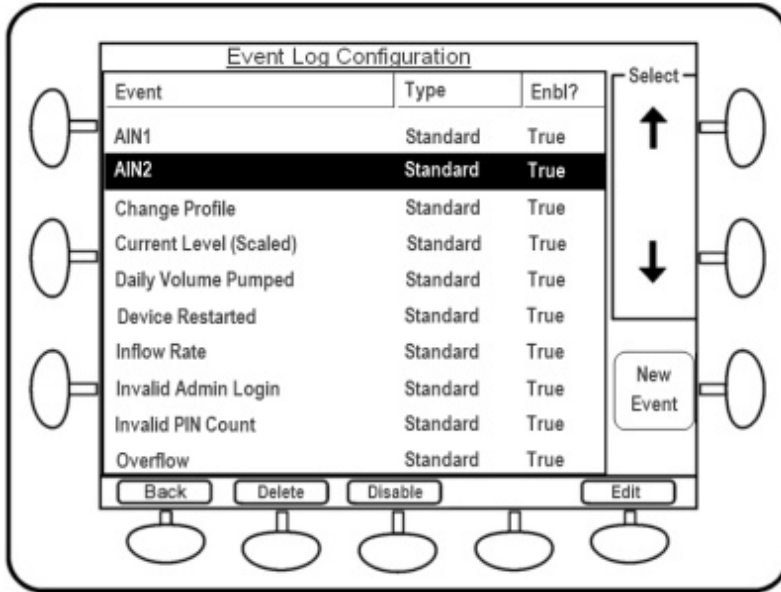 Event Log Configuration
Select
Event Type Enbl?
AIN1 Standard True
AIN2 Standard True
Change Profile Standard True
Current Level (Scaled) Standard True
Daily Volume Pumped Standard True
Device Restarted Standard True
Inflow Rate Standard True
Invalid Admin Login Standard True
Invalid PIN Count Standard True
Overflow Standard True
New
Event
Back Delete Disable Edit